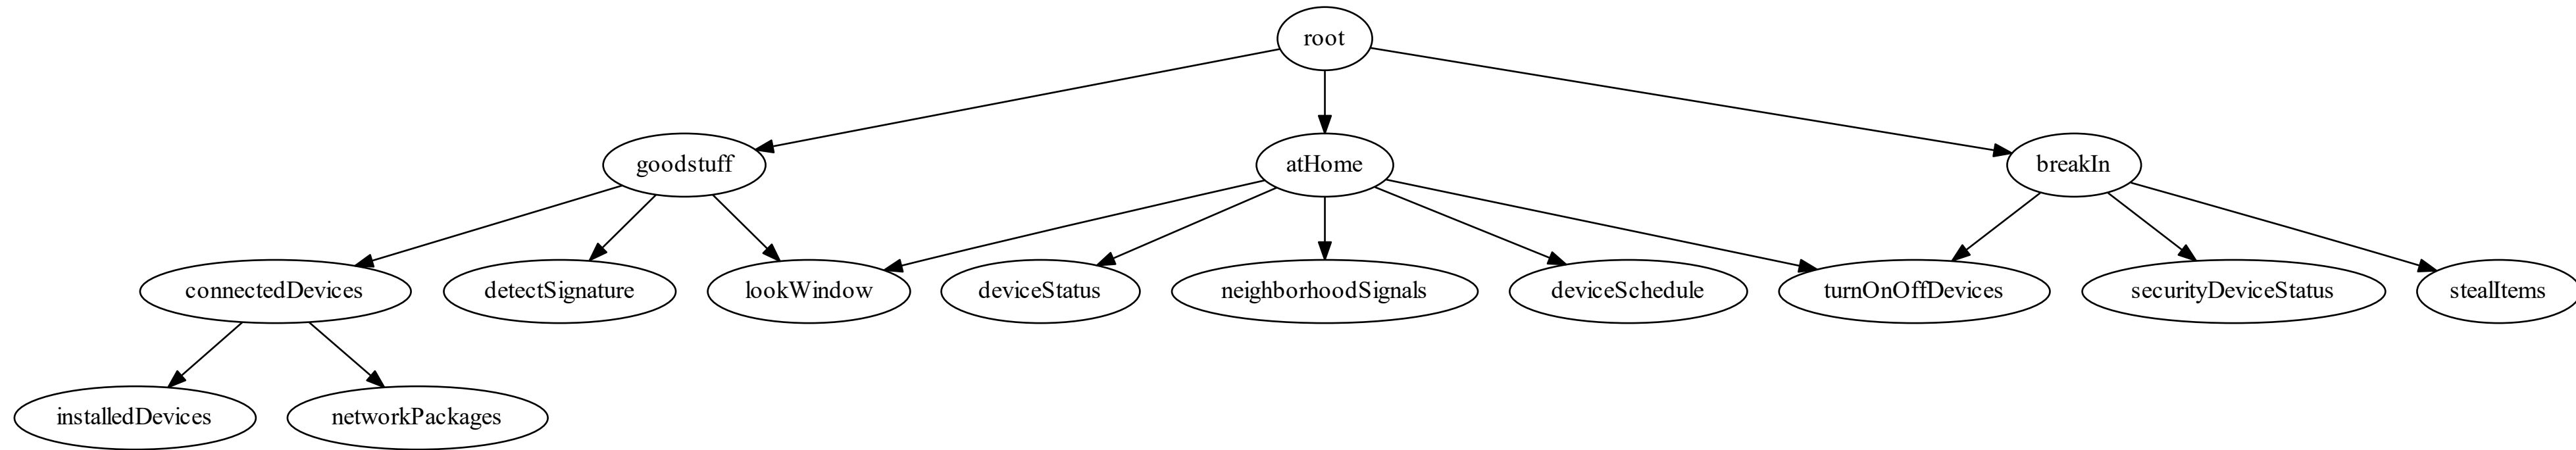 root
goodstuff
atHome
breakIn
connectedDevices
detectSignature
lookWindow
deviceStatus
neighborhoodSignals
deviceSchedule
turnOnOffDevices
securityDeviceStatus
stealItems
installedDevices
networkPackages